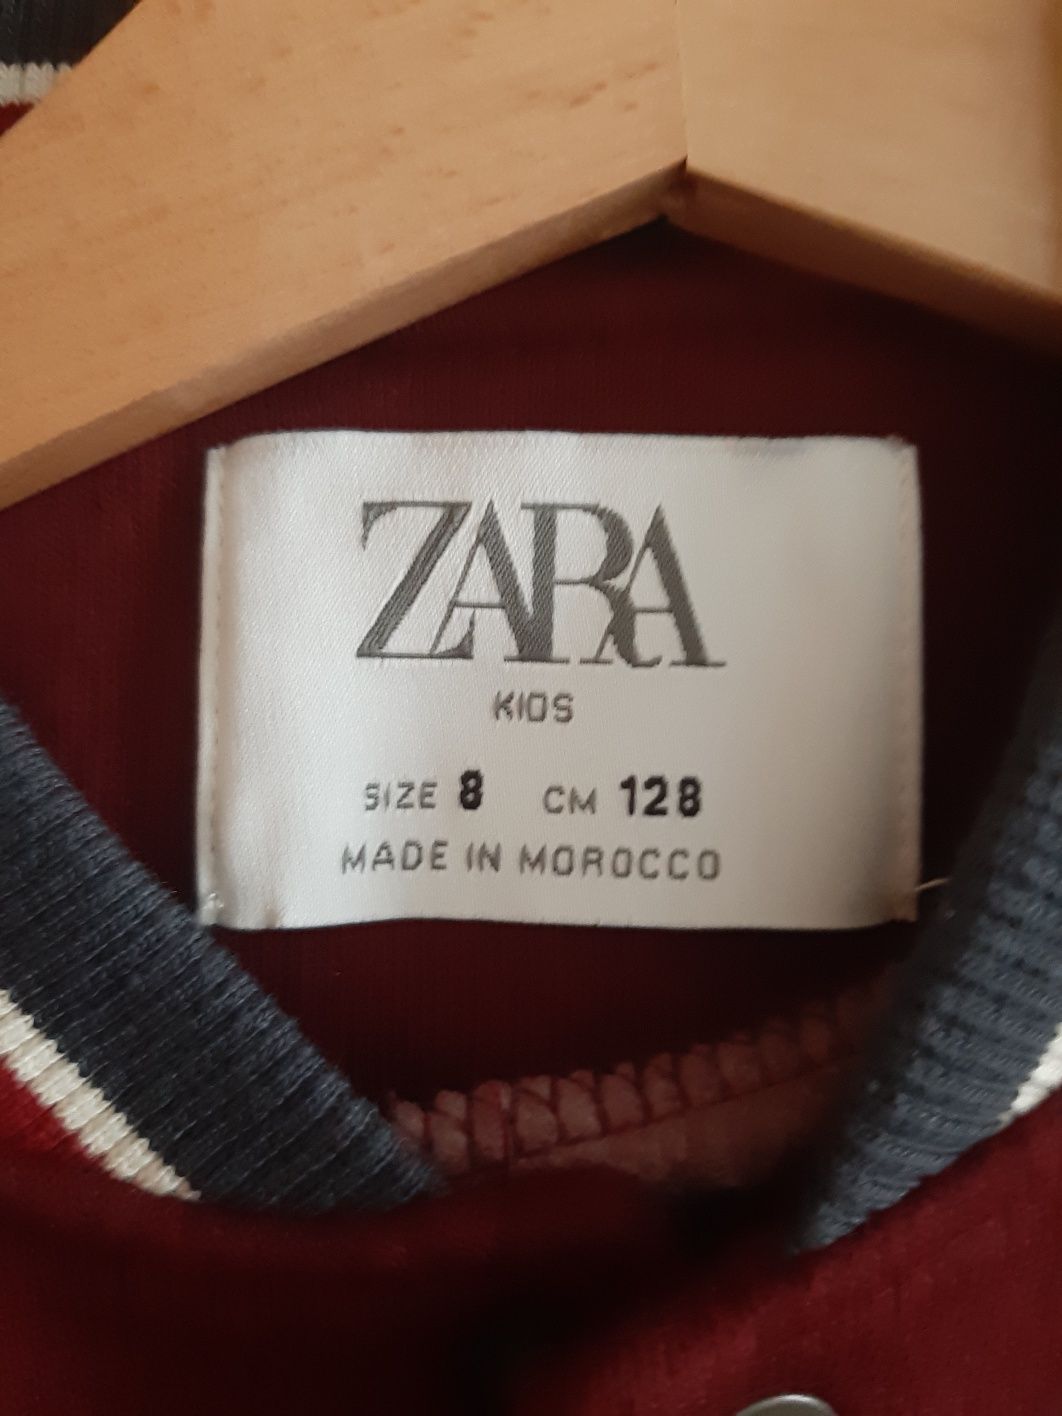 ZARA
KIDS
SIZE 8 CM 128
MADE IN MOROCCO